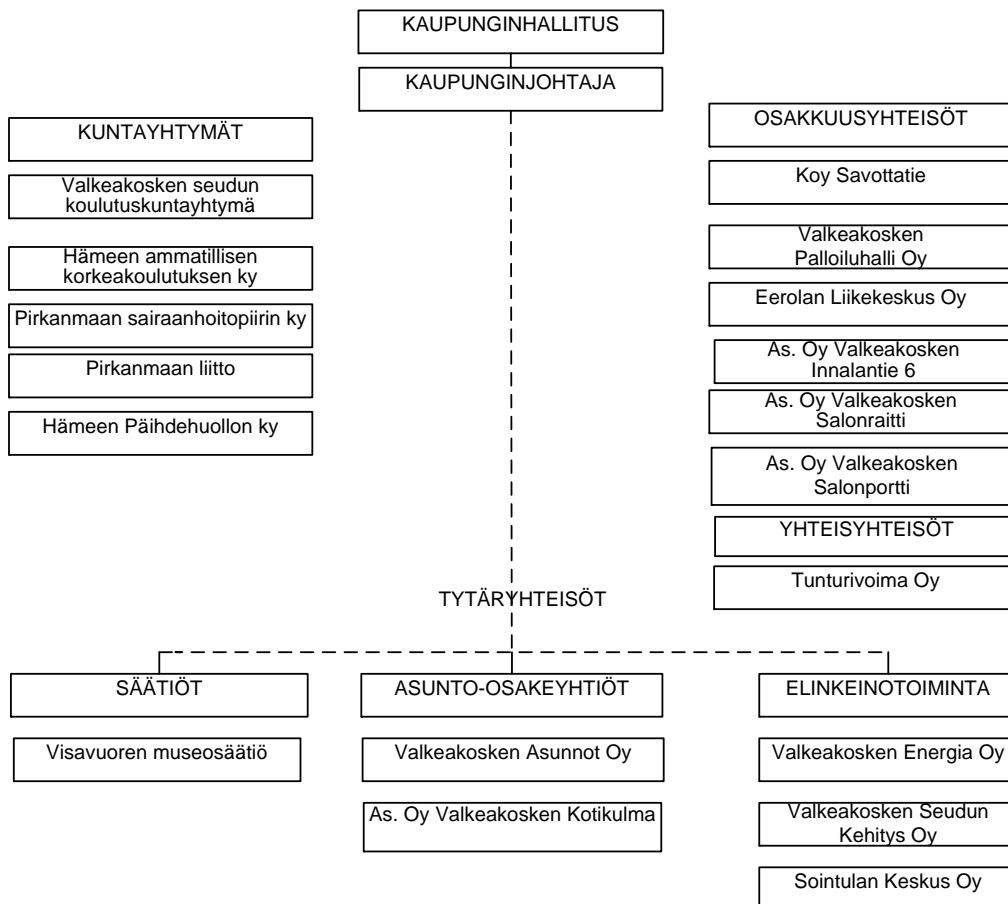 KAUPUNGINHALLITUS
KAUPUNGINJOHTAJA
KUNTAYHTYMÄT
Valkeakosken seudun
koulutuskuntayhtymä
Hämeen ammatillisen
korkeakoulutuksen ky
Pirkanmaan sairaanhoitopiirin ky
Pirkanmaan liitto
Hämeen Päihdehuollon ky
OSAKKUUSYHTEISÖT
Koy Savottatie
Valkeakosken
Palloiluhalli Oy
Eerolan Liikekeskus Oy
As. Oy Valkeakosken
Innalantie 6
As. Oy Valkeakosken
Salonraitti
As. Oy Valkeakosken
Salonportti
YHTEISYHTEISÖT
Tunturivoima Oy
TYTÄRYHTEISÖT
SÄÄTIÖT
Visavuoren museosäätiö
ASUNTO-OSAKEYHTIÖT
Valkeakosken Asunnot Oy
As. Oy Valkeakosken Kotikulma
ELINKEINOTOIMINTA
Valkeakosken Energia Oy
Valkeakosken Seudun
Kehitys Oy
Sointulan Keskus Oy